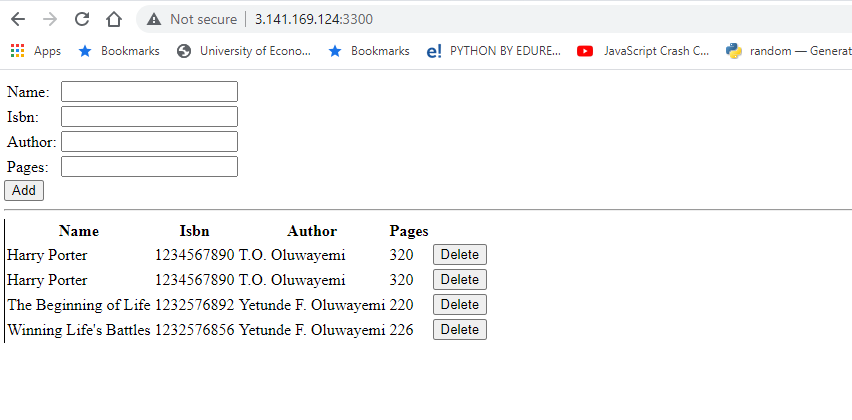 Not secure | 3.141.169.124:3300
Apps Bookmarks University of Econo... Bookmarks e! PYTHON BY EDURE... JavaScript Crash C... random — Generat
Name:
Isbn:
Author:
Pages:
Add
Name Isbn Author Pages
Harry Porter 1234567890 T.O. Oluwayemi 320 Delete
Harry Porter 1234567890 T.O. Oluwayemi 320 Delete
The Beginning of Life 1232576892 Yetunde F. Oluwayemi 220 Delete
Winning Life's Battles 1232576856 Yetunde F. Oluwayemi 226 Delete